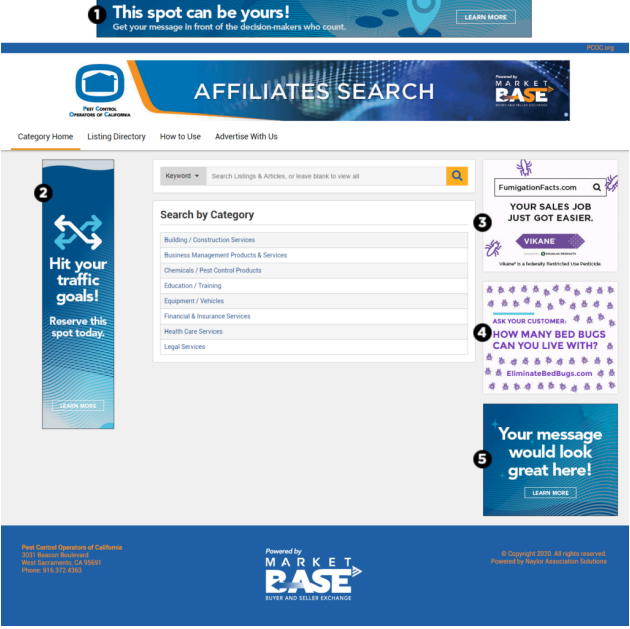 1 This spot can be yours!
Get your message in front of the decision-makers who count.
LEARN MORE
PCOC.org
PEST CONTROL
OPERATORS OF CALIFORNIA
AFFILIATES SEARCH
Powered by
MARKET
BASE
BUYER AND SELLER EXCHANGE
Category Home Listing Directory How to Use Advertise With Us
2
Hit your
traffic
goals!
Reserve this
spot today.
LEARN MORE
Keyword Search Listings & Articles, or leave blank to view all
Search by Category
Building / Construction Services
Business Management Products & Services
Chemicals / Pest Control Products
Education / Training
Equipment / Vehicles
Financial & Insurance Services
Health Care Services
Legal Services
3
FumigationFacts.com
YOUR SALES JOB
JUST GOT EASIER.
VIKANE
DOUGLAS PRODUCTS
Vikane® is a federally Restricted Use Pesticide.
4
ASK YOUR CUSTOMER:
HOW MANY BED BUGS
CAN YOU LIVE WITH?
EliminateBedBugs.com
5
Your message
would look
great here!
LEARN MORE
Pest Control Operators of California
3031 Beacon Boulevard
West Sacramento, CA 95691
Phone: 916.372.4363
Powered by
MARKET
BASE
BUYER AND SELLER EXCHANGE
© Copyright 2020. All rights reserved.
Powered by Naylor Association Solutions